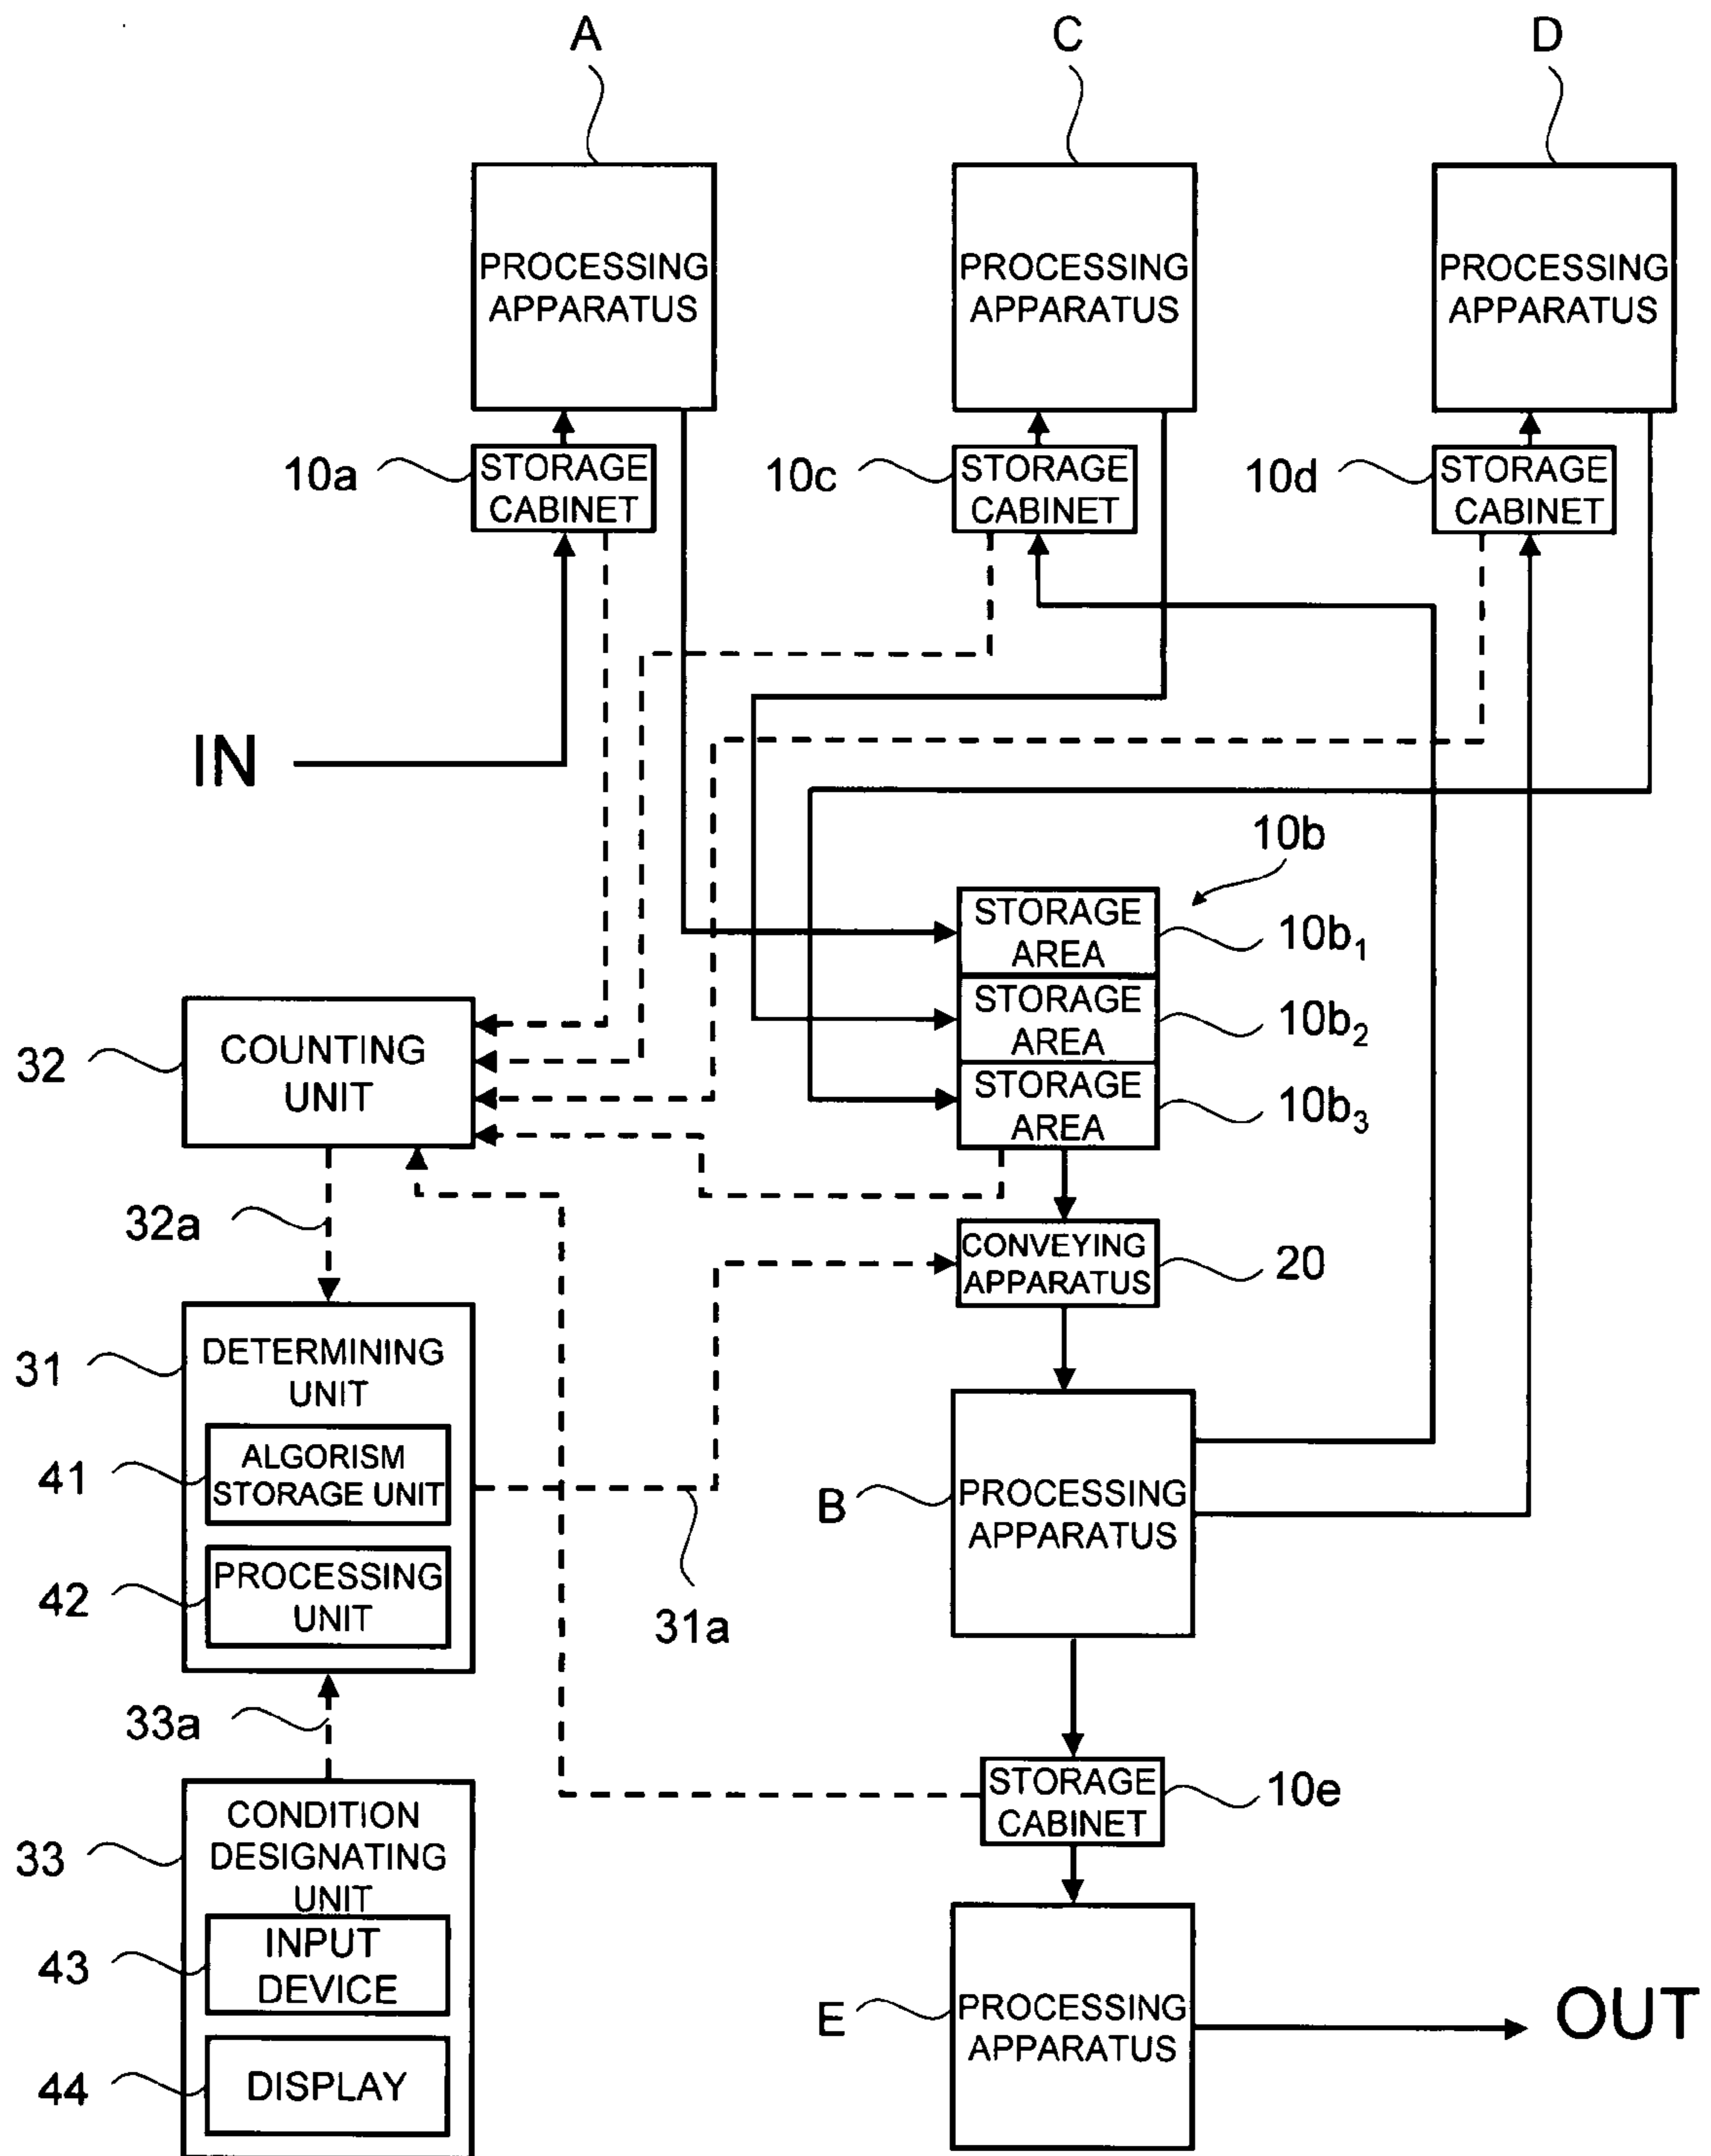 A
C
D
PROCESSING
APPARATUS
PROCESSING
APPARATUS
PROCESSING
APPARATUS
10a
STORAGE
CABINET
10c
STORAGE
CABINET
10d
STORAGE
CABINET
IN
10b
STORAGE
AREA
10b1
STORAGE
AREA
10b2
STORAGE
AREA
10b3
32
COUNTING
UNIT
32a
CONVEYING
APPARATUS
20
31
DETERMINING
UNIT
41
ALGORISM
STORAGE UNIT
42
PROCESSING
UNIT
31a
B
PROCESSING
APPARATUS
33a
33
CONDITION
DESIGNATING
UNIT
43
INPUT
DEVICE
44
DISPLAY
STORAGE
CABINET
10e
E
PROCESSING
APPARATUS
OUT